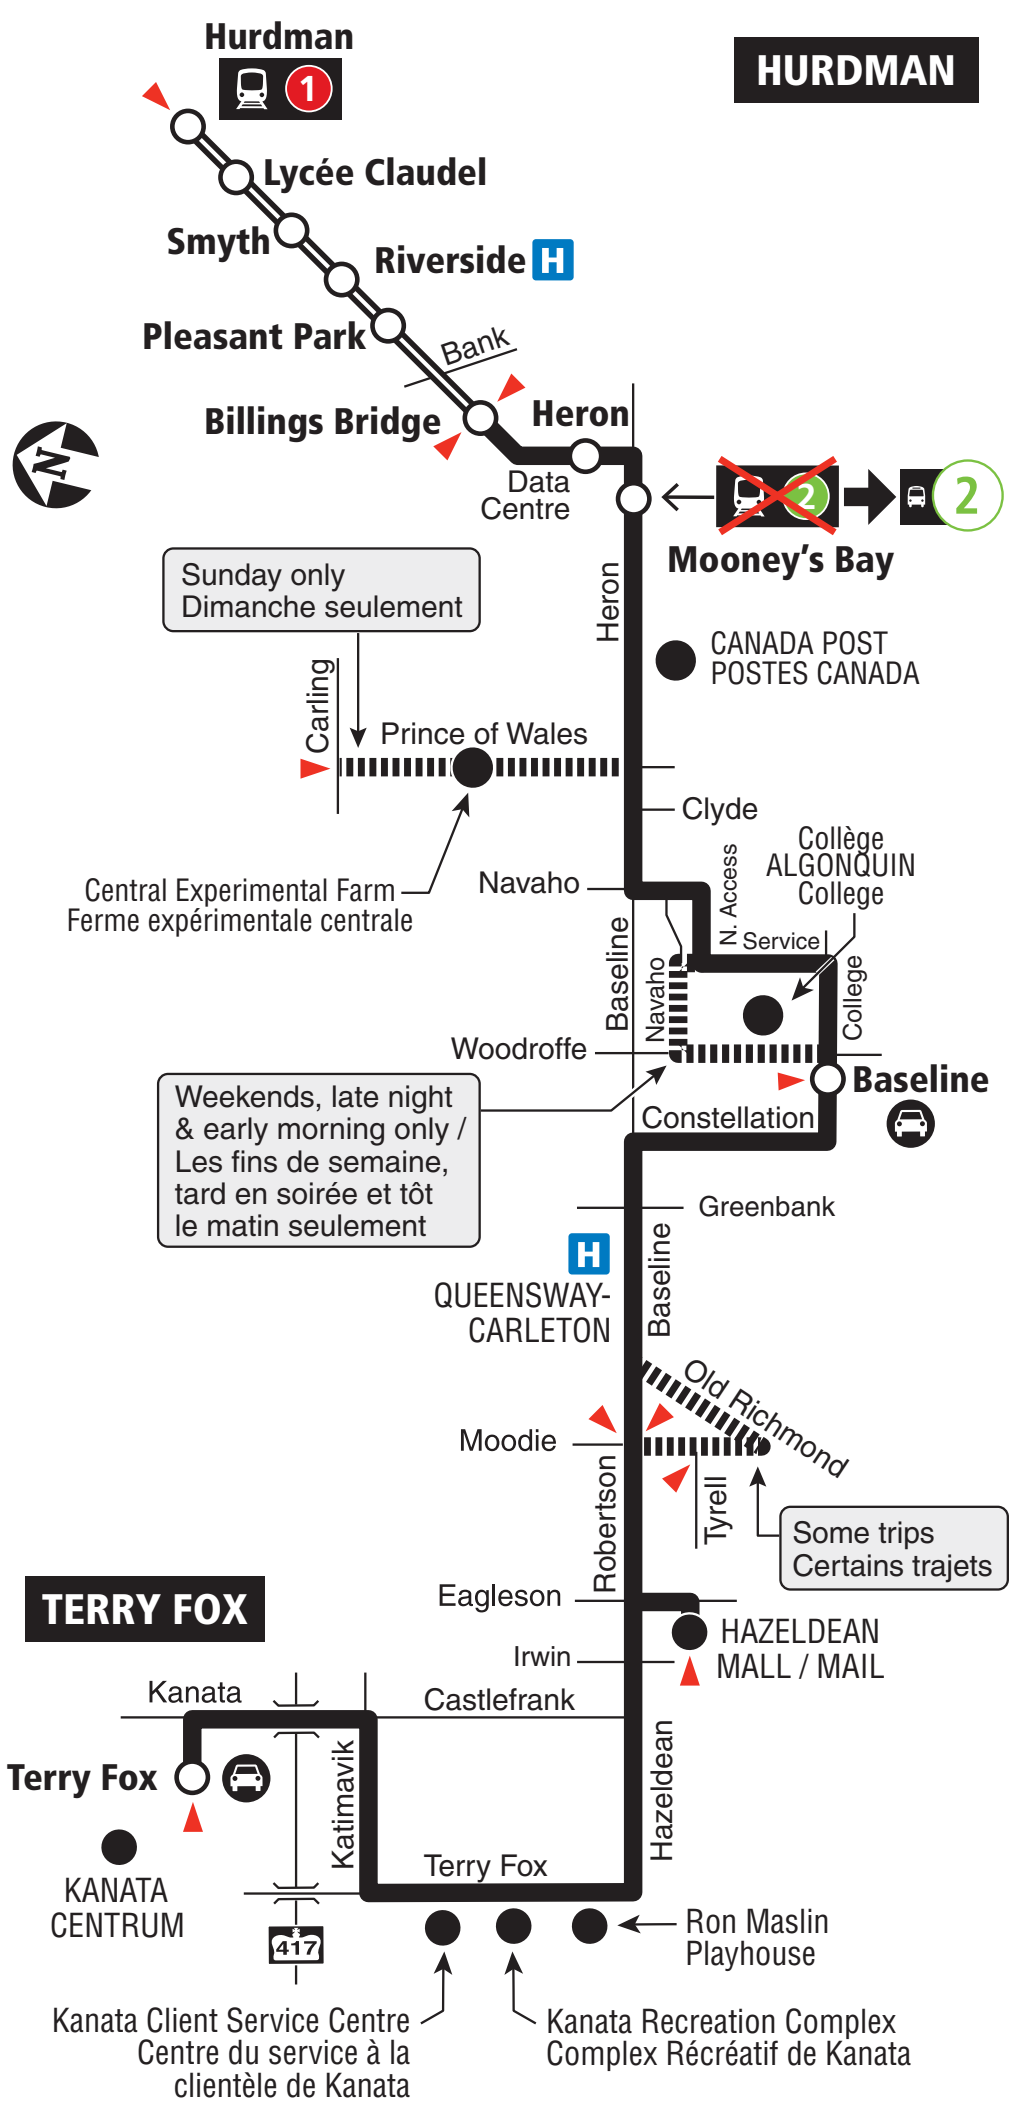 Hurdman
1
HURDMAN
Lycée Claudel
Smyth
Riverside H
Pleasant Park
Bank
Billings Bridge
Heron
N
Data
Centre
2
2
Mooney's Bay
Sunday only
Dimanche seulement
Heron
CANADA POST
POSTES CANADA
Carling
Prince of Wales
Clyde
Collège
ALGONQUIN
College
Central Experimental Farm
Ferme expérimentale centrale
Navaho
N. Access
Service
Baseline
Navaho
College
Woodroffe
Baseline
Weekends, late night
& early morning only /
Les fins de semaine,
tard en soirée et tôt
le matin seulement
Constellation
Greenbank
H
QUEENSWAY-
CARLETON
Baseline
Old Richmond
Moodie
Robertson
Tyrell
Some trips
Certains trajets
Eagleson
TERRY FOX
HAZELDEAN
MALL / MAIL
Irwin
Kanata
Castlefrank
Hazeldean
Terry Fox
Katimavik
Terry Fox
KANATA
CENTRUM
417
Ron Maslin
Playhouse
Kanata Client Service Centre
Centre du service à la
clientèle de Kanata
Kanata Recreation Complex
Complex Récréatif de Kanata